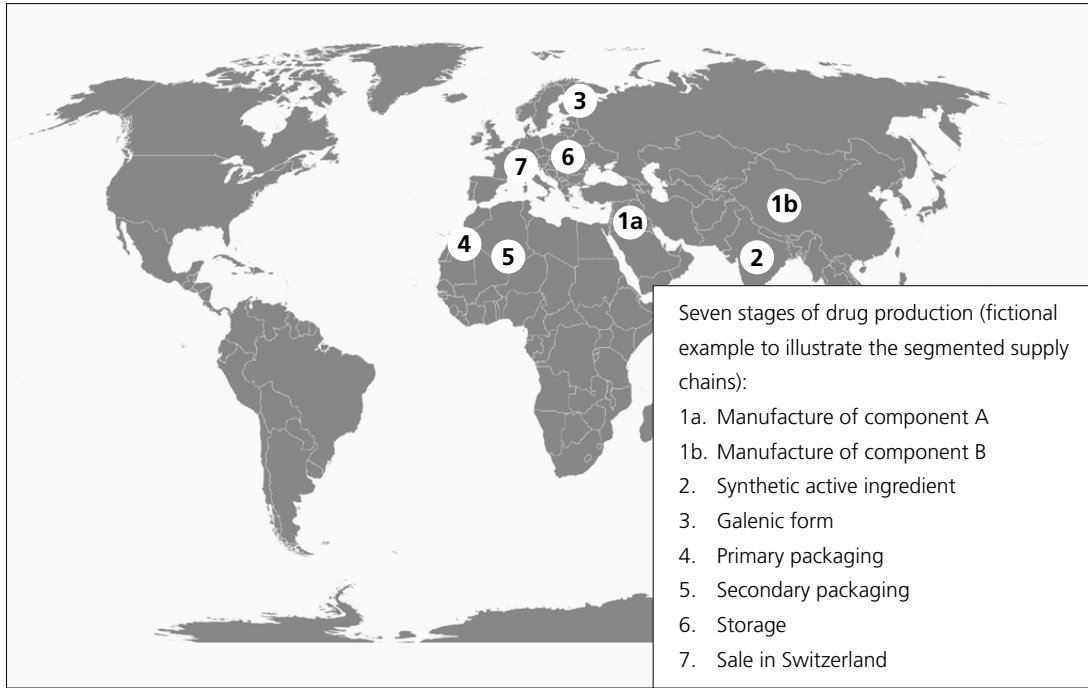 3
7
6
1b
1a
4
5
2
Seven stages of drug production (fictional
example to illustrate the segmented supply
chains):
1a. Manufacture of component A
1b. Manufacture of component B
2. Synthetic active ingredient
3. Galenic form
4. Primary packaging
5. Secondary packaging
6. Storage
7. Sale in Switzerland